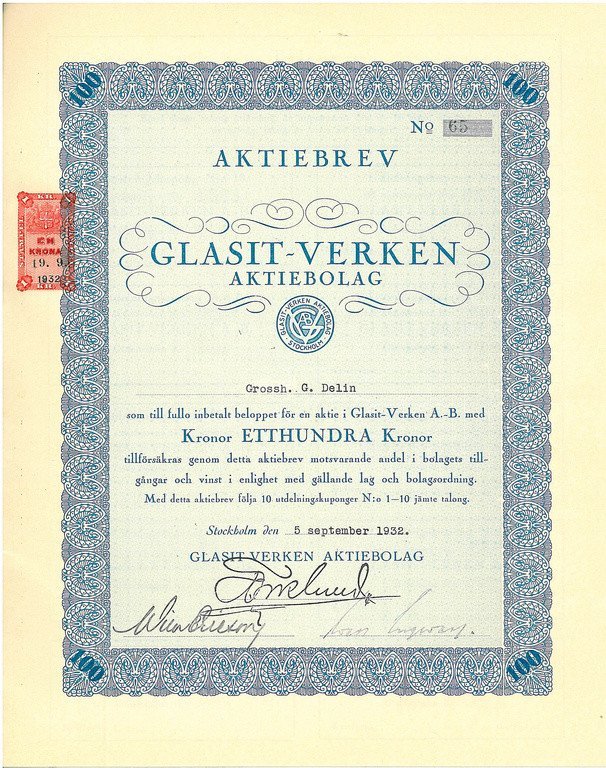 100
100
No 65
AKTIEBREV
EN
KRONA
19. 9.
1932
GLASIT-VERKEN
AKTIEBOLAG
GLASIT-VERKEN AKTIEBOLAG
STOCKHOLM
Grossh. G. Delin
som till fullo inbetalt beloppet för en aktie i Glasit-Verken A.-B. med
Kronor ETTHUNDRA Kronor
tillförsäkras genom detta aktiebrev motsvarande andel i bolagets till-
gångar och vinst i enlighet med gällande lag och bolagsordning.
Med detta aktiebrev följa 10 utdelningskuponger N:o 1—10 jämte talong.
Stockholm den 5 september 1932.
GLASIT-VERKEN AKTIEBOLAG
100
100